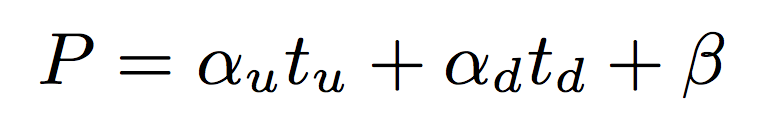 P = α_u t_u + α_d t_d + β